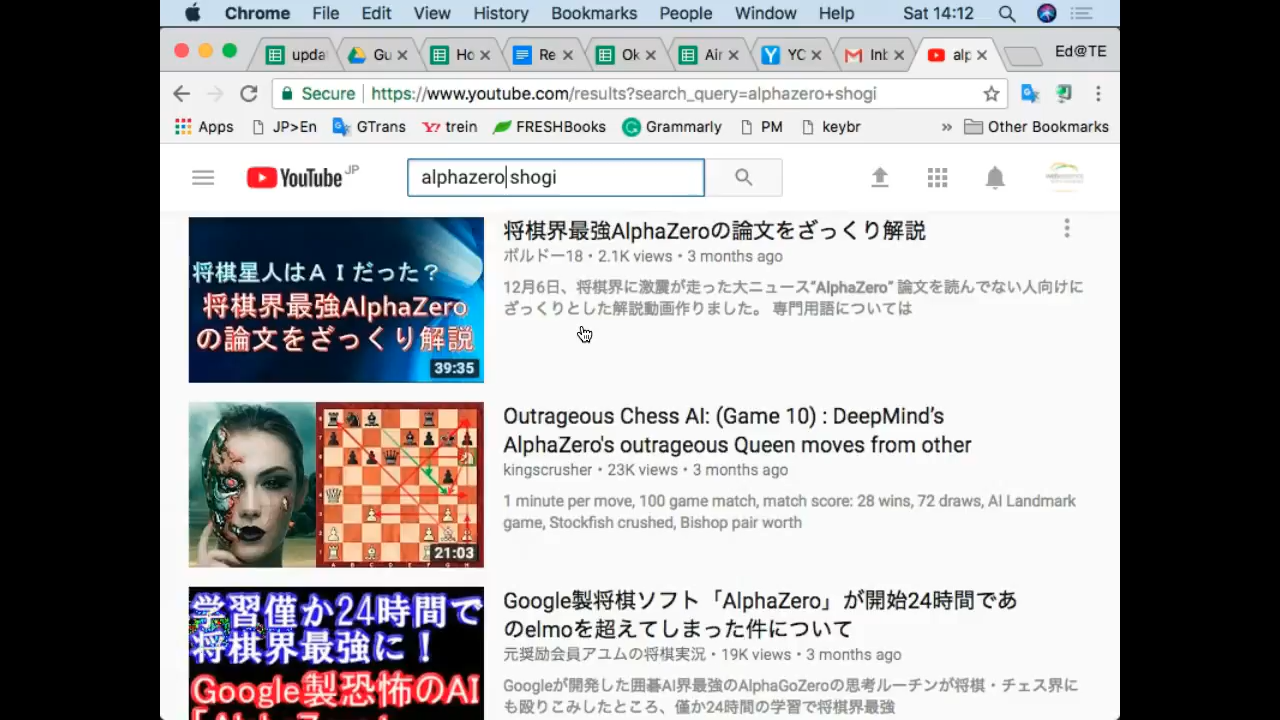 Chrome File Edit View History Bookmarks People Window Help Sat 14:12
upda Gu Ho Re Ok Air YC Inb alp Ed@TE
Secure https://www.youtube.com/results?search_query=alphazero+shogi
Apps JP>En GTrans trein FRESHBooks Grammarly PM keybr » Other Bookmarks
YouTube JP alphazero shogi
将棋星人はAIだった?
将棋界最強AlphaZero
の論文をざっくり解説
39:35
将棋界最強AlphaZeroの論文をざっくり解説
ボルドー18 • 2.1K views • 3 months ago
12月6日、将棋界に激震が走った大ニュース“AlphaZero” 論文を読んでない人向けに
ざっくりとした解説動画作りました。 専門用語については
21:03
Outrageous Chess AI: (Game 10) : DeepMind’s
AlphaZero's outrageous Queen moves from other
kingscrusher • 23K views • 3 months ago
1 minute per move, 100 game match, match score: 28 wins, 72 draws, AI Landmark
game, Stockfish crushed, Bishop pair worth
学習僅か24時間で
将棋界最強に!
Google製恐怖のAI
Google製将棋ソフト「AlphaZero」が開始24時間であ
のelmoを超えてしまった件について
元奨励会員アユムの将棋実況 • 19K views • 3 months ago
Googleが開発した囲碁AI界最強のAlphaGoZeroの思考ルーチンが将棋・チェス界に
も殴りこみしたところ、僅か24時間の学習で将棋界最強